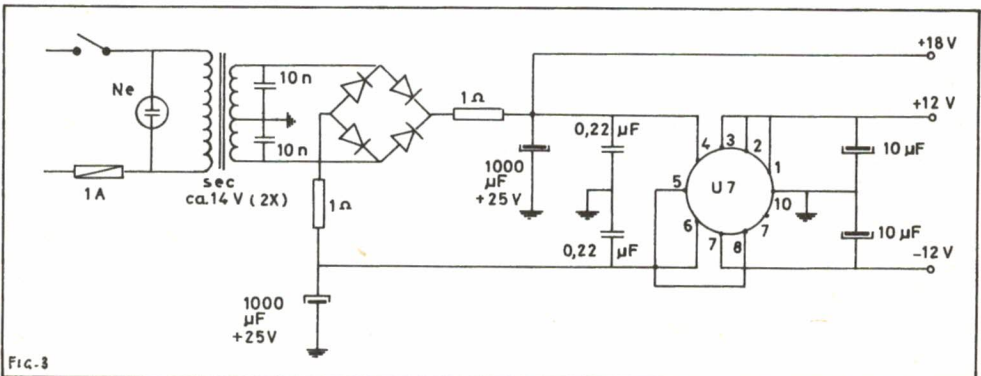 +18 V
Ne
10 n
1 Ω
+12 V
0,22 µF
4 3 2
10 µF
1000
µF
+25V
1
5
U 7
10 n
10
1A
sec
ca.14 V ( 2X )
1 Ω
6
7
8
7
0,22 µF
10 µF
-12 V
1000
µF
+25V
FIG-3